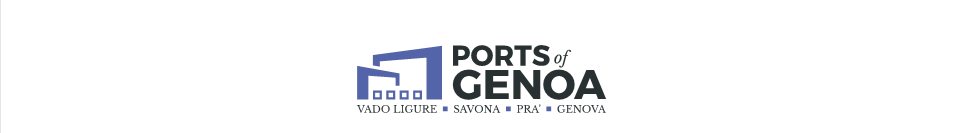 PORTS of
GENOA
VADO LIGURE ▪ SAVONA ▪ PRA' ▪ GENOVA